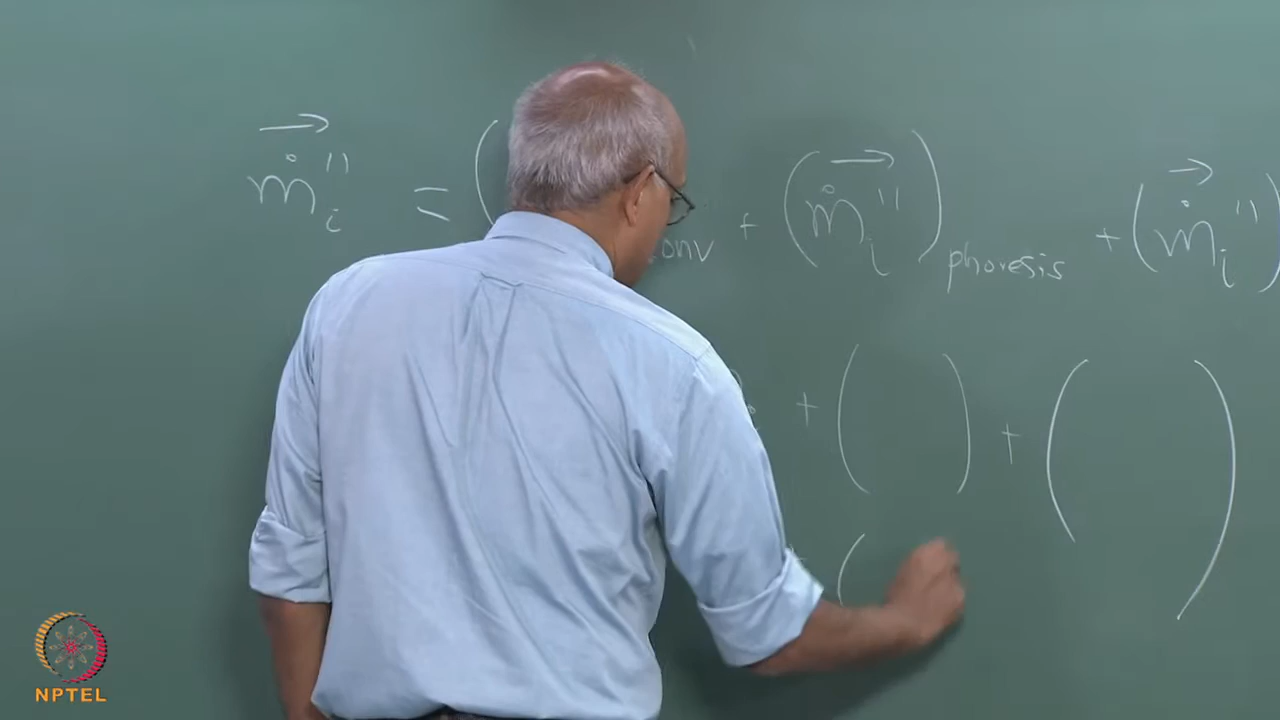 ṁ⃗ᵢ'' = ( onv + (ṁ⃗ᵢ'')phoresis + (ṁ⃗ᵢ'')
+ ( ) + ( )
(
NPTEL